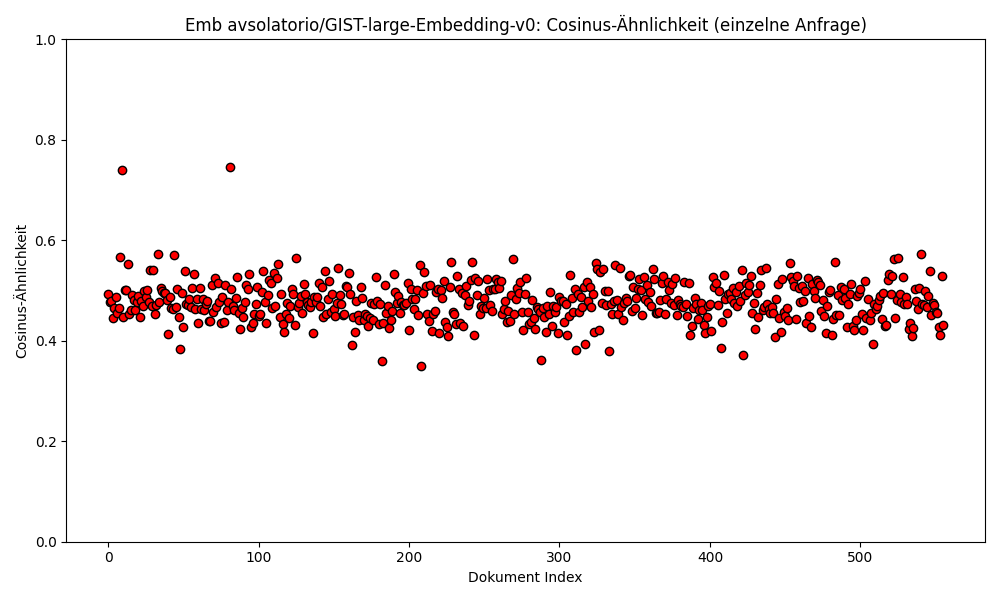 Emb avsolatorio/GIST-large-Embedding-v0: Cosinus-Ähnlichkeit (einzelne Anfrage)
1.0
0.8
0.6
0.4
0.2
0.0
Cosinus-Ähnlichkeit
0 100 200 300 400 500
Dokument Index